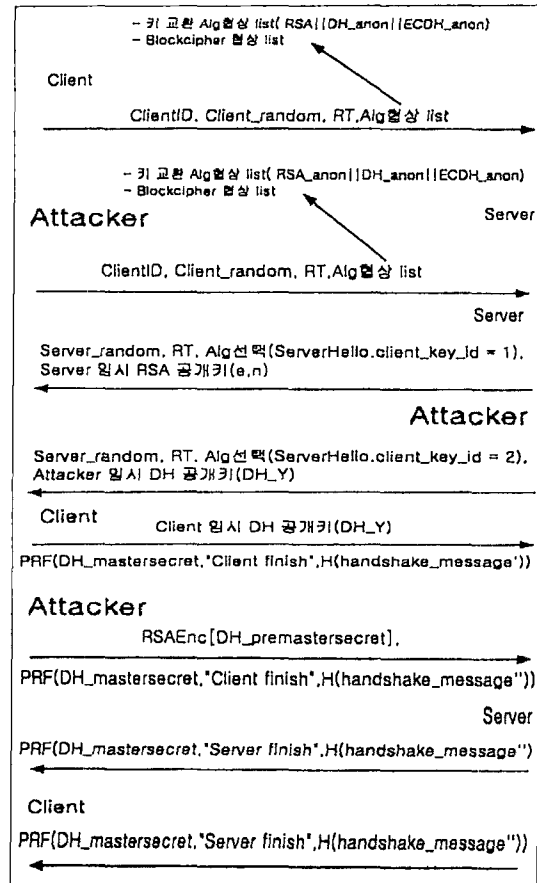 - 키 교환 Alg협상 list( RSA||DH_anon||ECDH_anon)
- Blockcipher 협상 list
Client
ClientID, Client_random, RT,Alg협상 list
- 키 교환 Alg협상 list( RSA_anon||DH_anon||ECDH_anon)
- Blockcipher 협상 list
Attacker
Server
ClientID, Client_random, RT,Alg협상 list
Server
Server_random, RT, Alg선택(ServerHello.client_key_id = 1),
Server 임시 RSA 공개키(e,n)
Attacker
Server_random, RT, Alg선택(ServerHello.client_key_id = 2),
Attacker 임시 DH 공개키(DH_Y)
Client
Client 임시 DH 공개키(DH_Y)
PRF(DH_mastersecret,"Client finish",H(handshake_message'))
Attacker
RSAEnc[DH_premastersecret],
PRF(DH_mastersecret,"Client finish",H(handshake_message''))
Server
PRF(DH_mastersecret,"Server finish",H(handshake_message'')
Client
PRF(DH_mastersecret,"Server finish",H(handshake_message''))